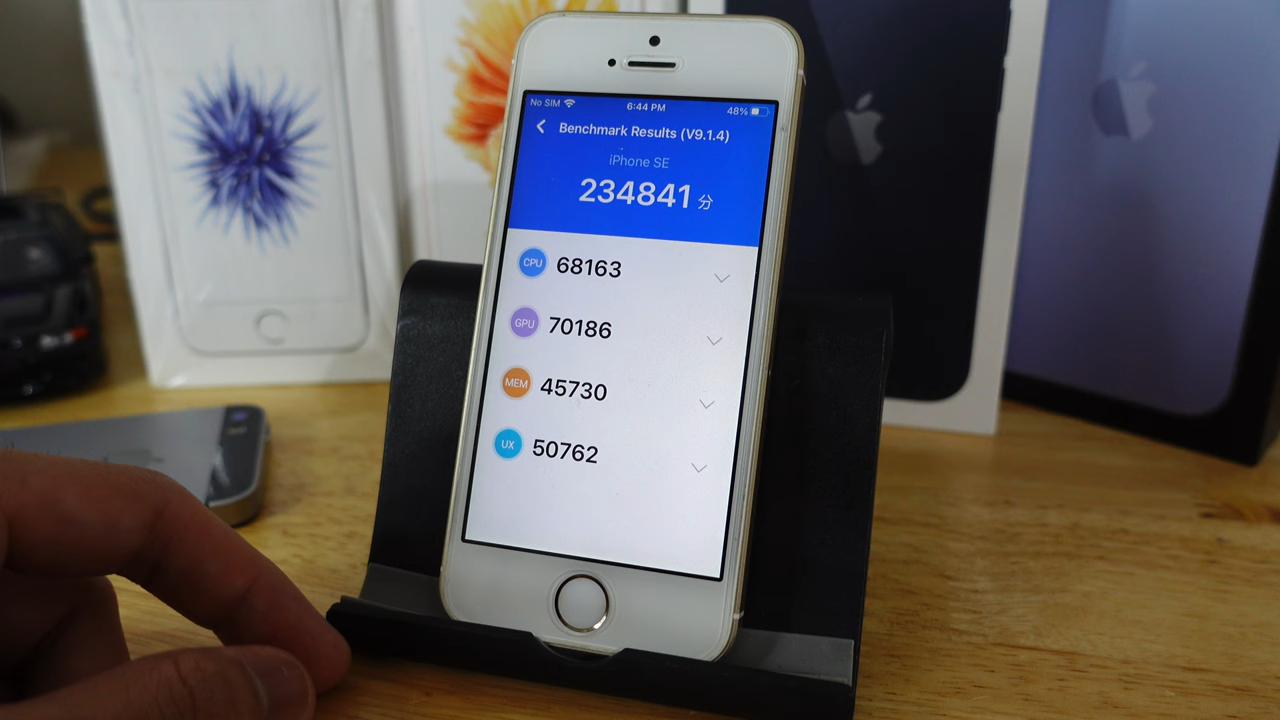 No SIM 6:44 PM 48%
Benchmark Results (V9.1.4)
iPhone SE
234841 分
CPU 68163
GPU 70186
MEM 45730
UX 50762